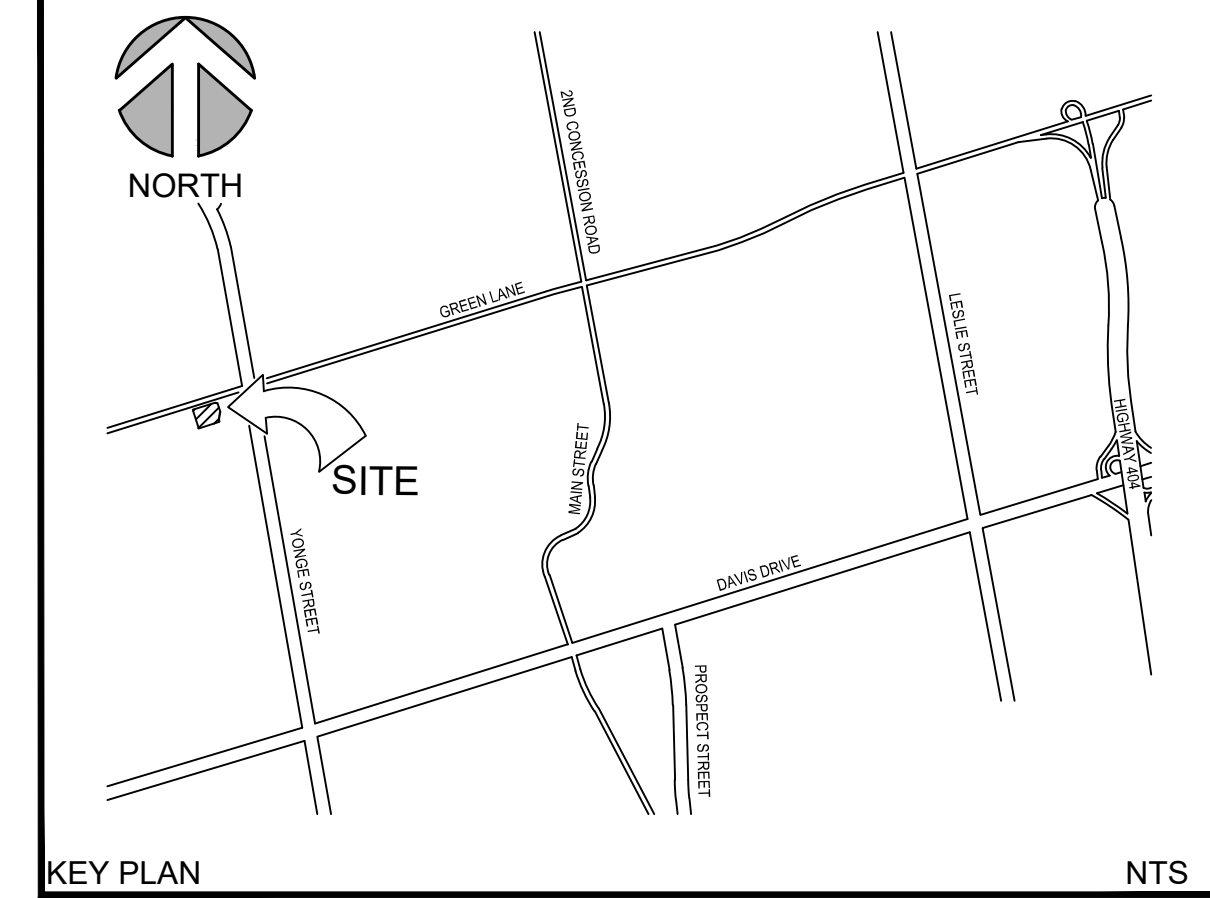 NORTH
2ND CONCESSION ROAD
GREEN LANE
LESLIE STREET
HIGHWAY 404
SITE
MAIN STREET
YONGE STREET
DAVIS DRIVE
PROSPECT STREET
KEY PLAN
NTS